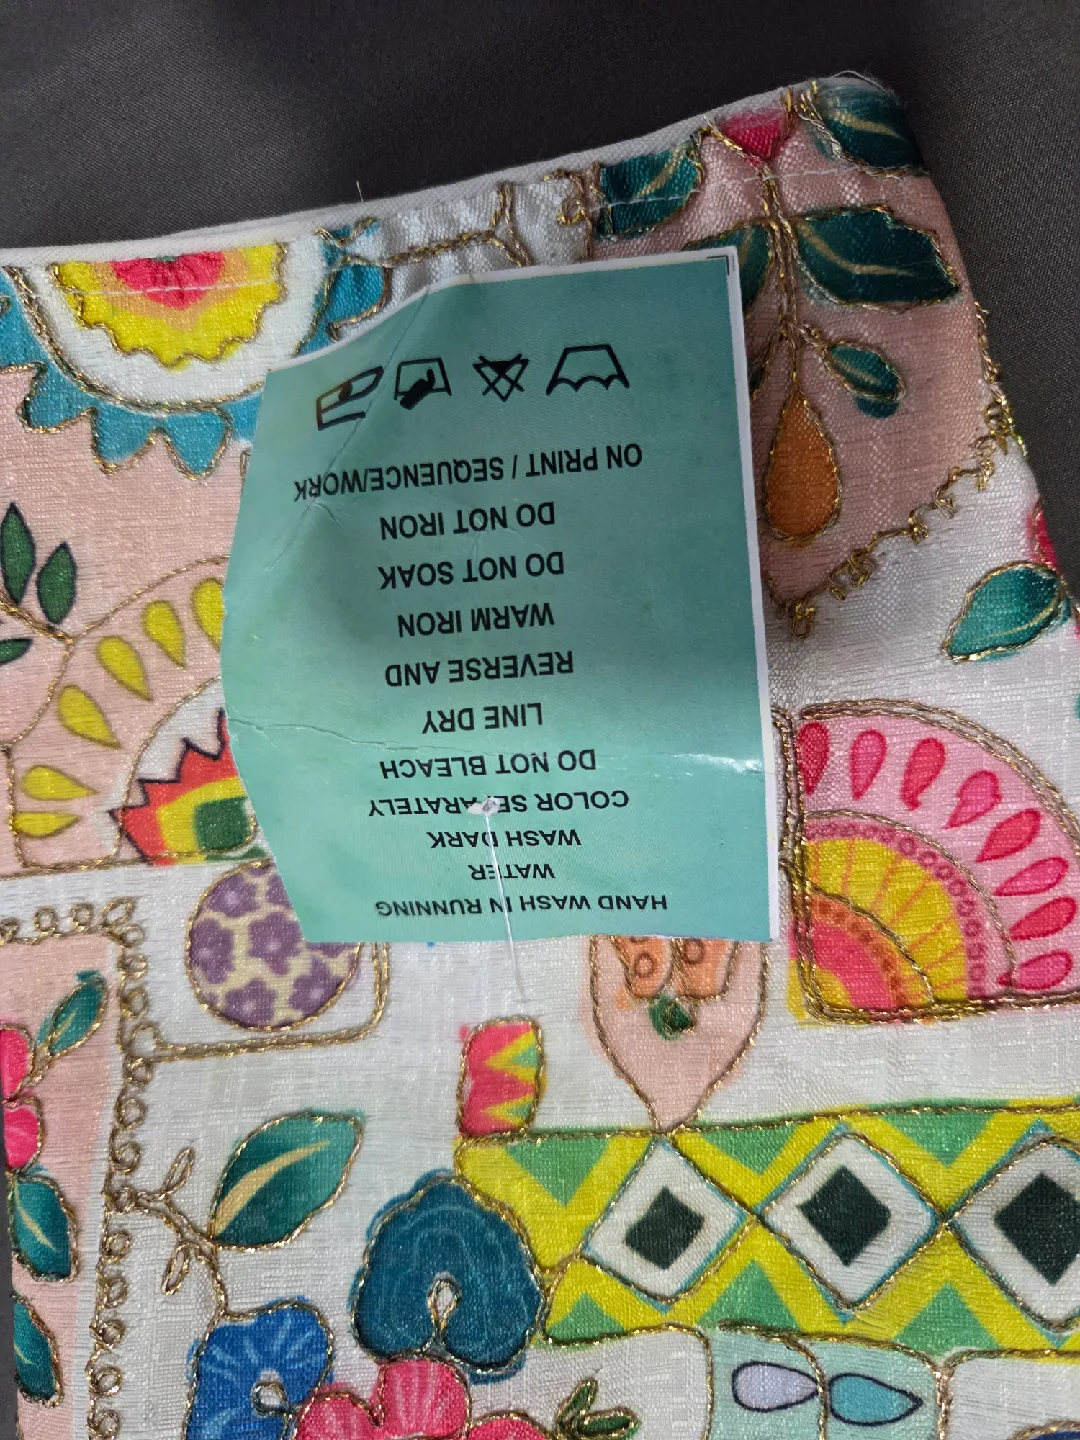 HAND WASH IN RUNNING
WATER
WASH DARK
COLOR SEPARATELY
DO NOT BLEACH
LINE DRY
REVERSE AND
WARM IRON
DO NOT SOAK
DO NOT IRON
ON PRINT / SEQUENCE/WORK